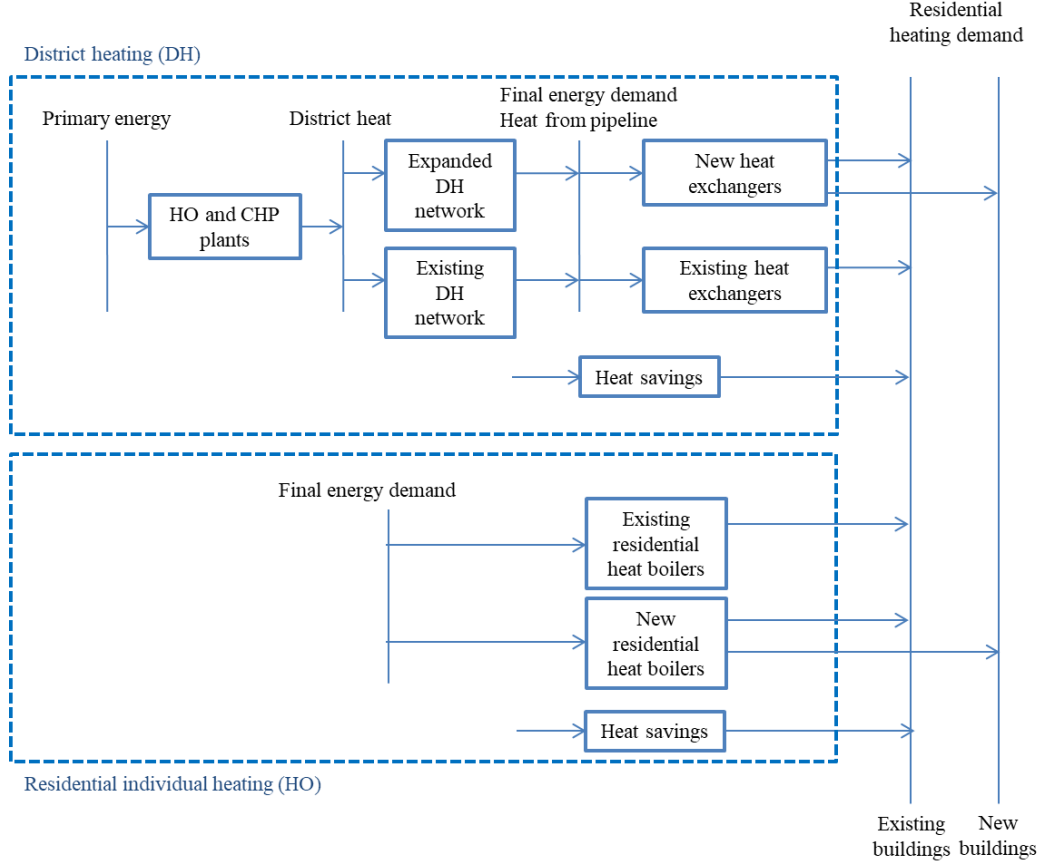 Residential
heating demand
District heating (DH)
Primary energy
District heat
Final energy demand
Heat from pipeline
HO and CHP
plants
Expanded
DH
network
New heat
exchangers
Existing
DH
network
Existing heat
exchangers
Heat savings
Final energy demand
Existing
residential
heat boilers
New
residential
heat boilers
Heat savings
Residential individual heating (HO)
Existing
buildings
New
buildings